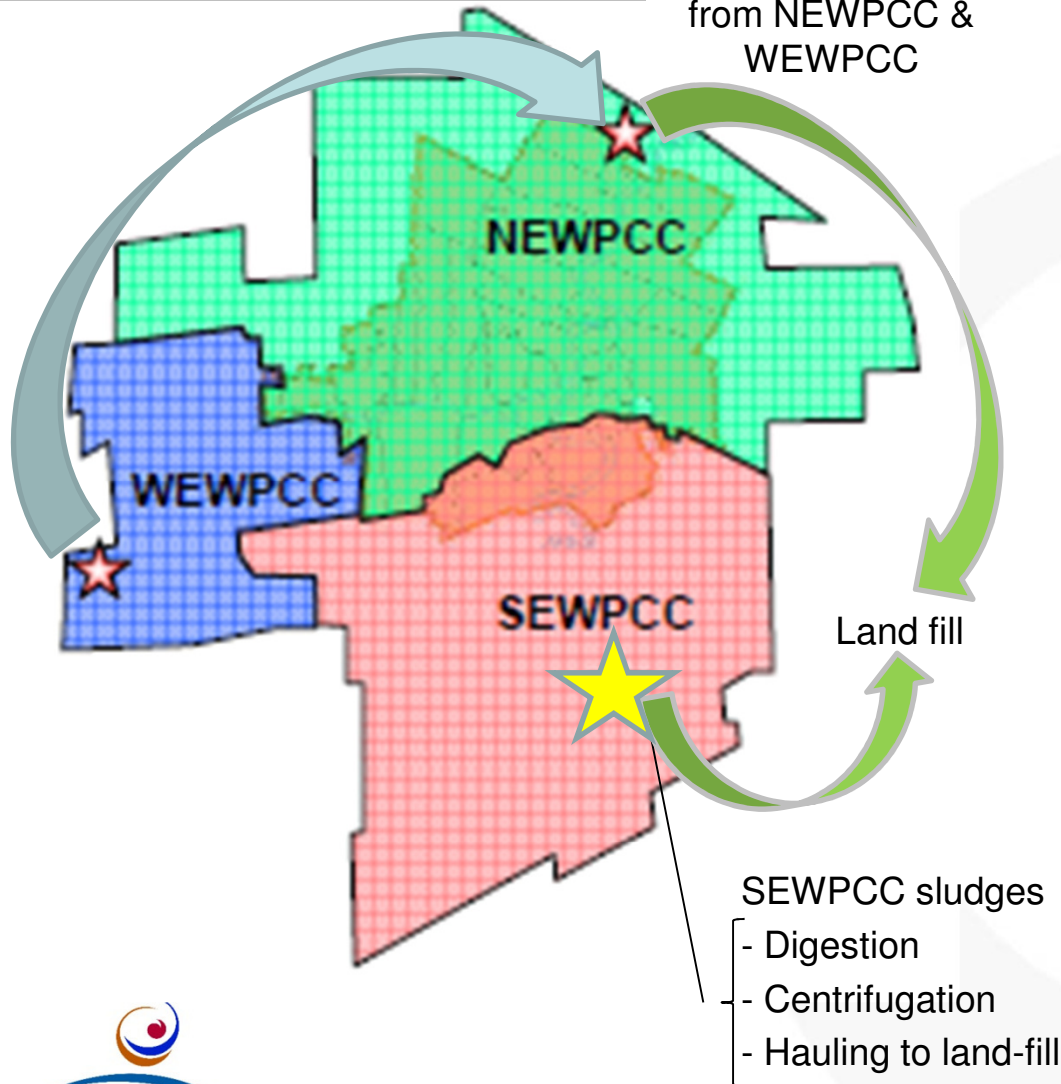 from NEWPCC &
WEWPCC
NEWPCC
WEWPCC
SEWPCC
Land fill
SEWPCC sludges
- Digestion
- Centrifugation
- Hauling to land-fill